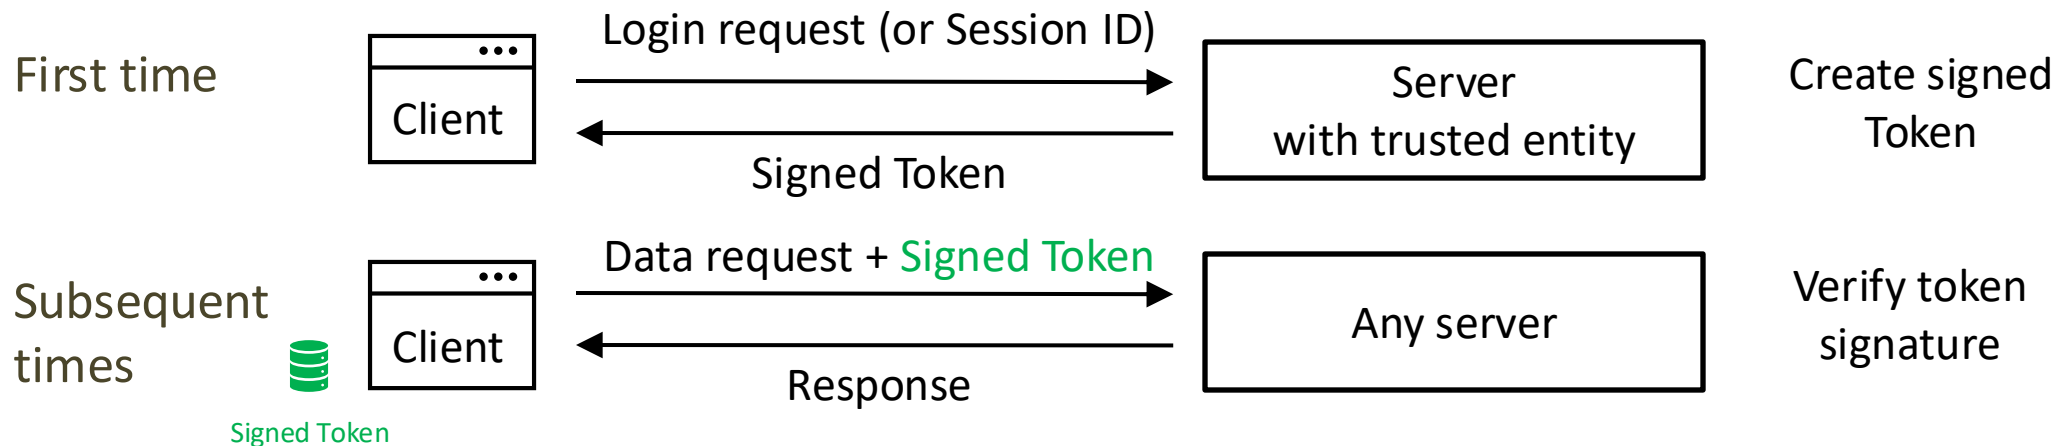 First time
Client
Login request (or Session ID)
Signed Token
Server
with trusted entity
Create signed
Token
Subsequent
times
Signed Token
Client
Data request + Signed Token
Response
Any server
Verify token
signature